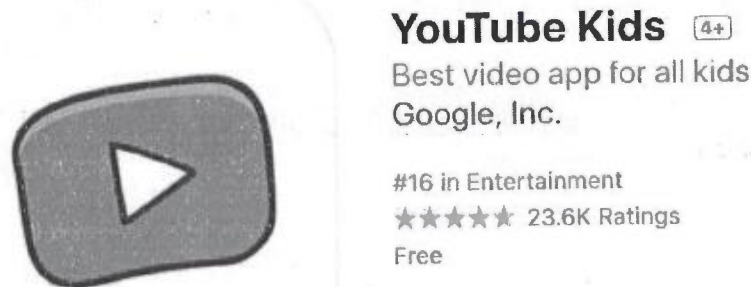 YouTube Kids 4+
Best video app for all kids
Google, Inc.
#16 in Entertainment
★★★★★ 23.6K Ratings
Free